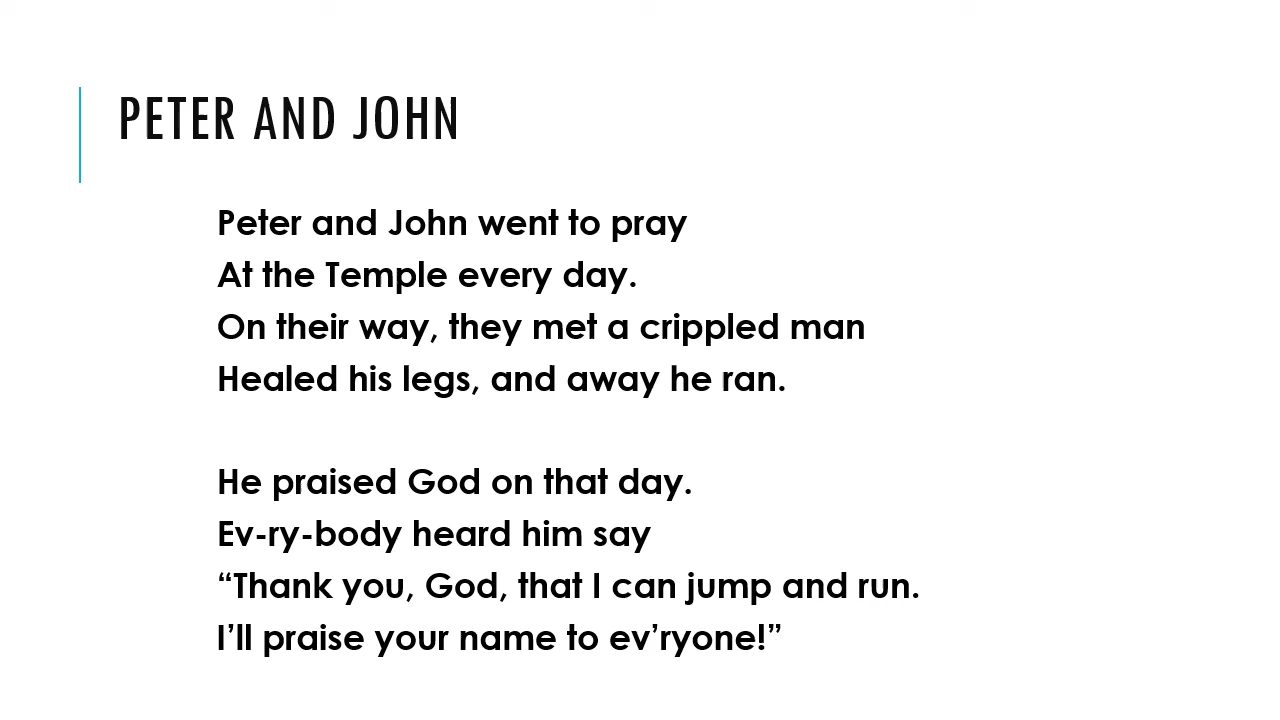 PETER AND JOHN
Peter and John went to pray
At the Temple every day.
On their way, they met a crippled man
Healed his legs, and away he ran.
He praised God on that day.
Ev-ry-body heard him say
“Thank you, God, that I can jump and run.
I’ll praise your name to ev’ryone!”